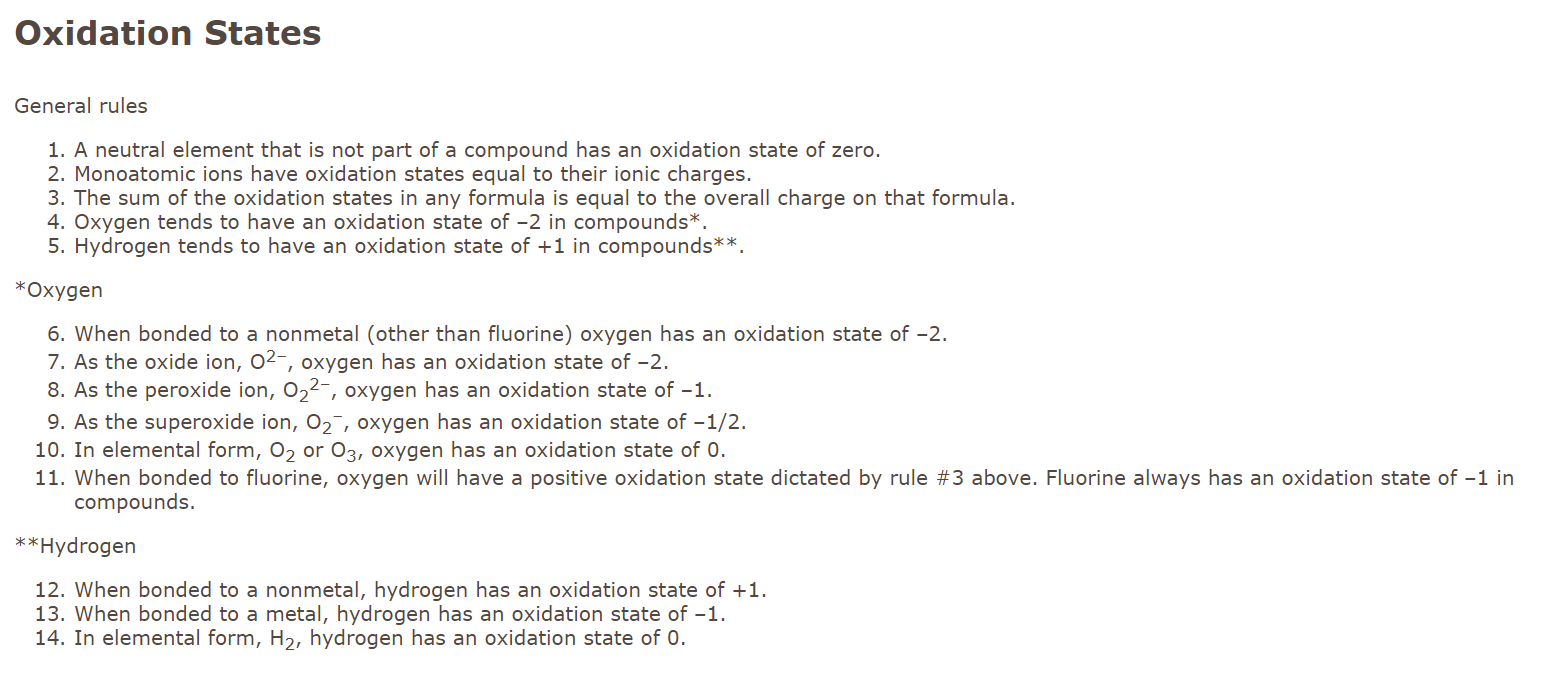 Oxidation States
General rules
1. A neutral element that is not part of a compound has an oxidation state of zero.
2. Monoatomic ions have oxidation states equal to their ionic charges.
3. The sum of the oxidation states in any formula is equal to the overall charge on that formula.
4. Oxygen tends to have an oxidation state of –2 in compounds*.
5. Hydrogen tends to have an oxidation state of +1 in compounds**.
*Oxygen
6. When bonded to a nonmetal (other than fluorine) oxygen has an oxidation state of –2.
7. As the oxide ion, O²⁻, oxygen has an oxidation state of –2.
8. As the peroxide ion, O₂²⁻, oxygen has an oxidation state of –1.
9. As the superoxide ion, O₂⁻, oxygen has an oxidation state of –1/2.
10. In elemental form, O₂ or O₃, oxygen has an oxidation state of 0.
11. When bonded to fluorine, oxygen will have a positive oxidation state dictated by rule #3 above. Fluorine always has an oxidation state of –1 in
compounds.
**Hydrogen
12. When bonded to a nonmetal, hydrogen has an oxidation state of +1.
13. When bonded to a metal, hydrogen has an oxidation state of –1.
14. In elemental form, H₂, hydrogen has an oxidation state of 0.